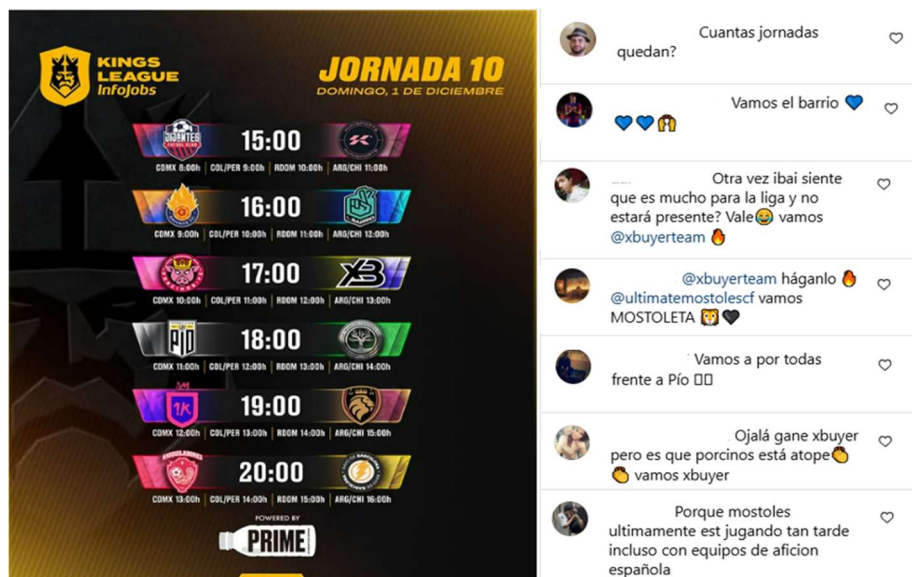 KINGS
LEAGUE
InfoJobs
JORNADA 10
DOMINGO, 1 DE DICIEMBRE
JIJANTES
FUTBOL CLUB
15:00
CDMX 8:00h | COL/PER 9:00h | RDOM 10:00h | ARG/CHI 11:00h
16:00
CDMX 9:00h | COL/PER 10:00h | RDOM 11:00h | ARG/CHI 12:00h
17:00
XB
CDMX 10:00h | COL/PER 11:00h | RDOM 12:00h | ARG/CHI 13:00h
PIO
18:00
CDMX 11:00h | COL/PER 12:00h | RDOM 13:00h | ARG/CHI 14:00h
1K
19:00
CDMX 12:00h | COL/PER 13:00h | RDOM 14:00h | ARG/CHI 15:00h
20:00
CDMX 13:00h | COL/PER 14:00h | RDOM 15:00h | ARG/CHI 16:00h
POWERED BY
PRIME
Cuantas jornadas
quedan?
Vamos el barrio 💙
💙💙🙌
Otra vez ibai siente
que es mucho para la liga y no
estará presente? Vale😂 vamos
@xbuyerteam 🔥
@xbuyerteam háganlo 🔥
@ultimatemostolescf vamos
MOSTOLETA 🐯🖤
Vamos a por todas
frente a Pío
Ojalá gane xbuyer
pero es que porcinos está atope👏
👏 vamos xbuyer
Porque mostoles
ultimamente est jugando tan tarde
incluso con equipos de aficion
española